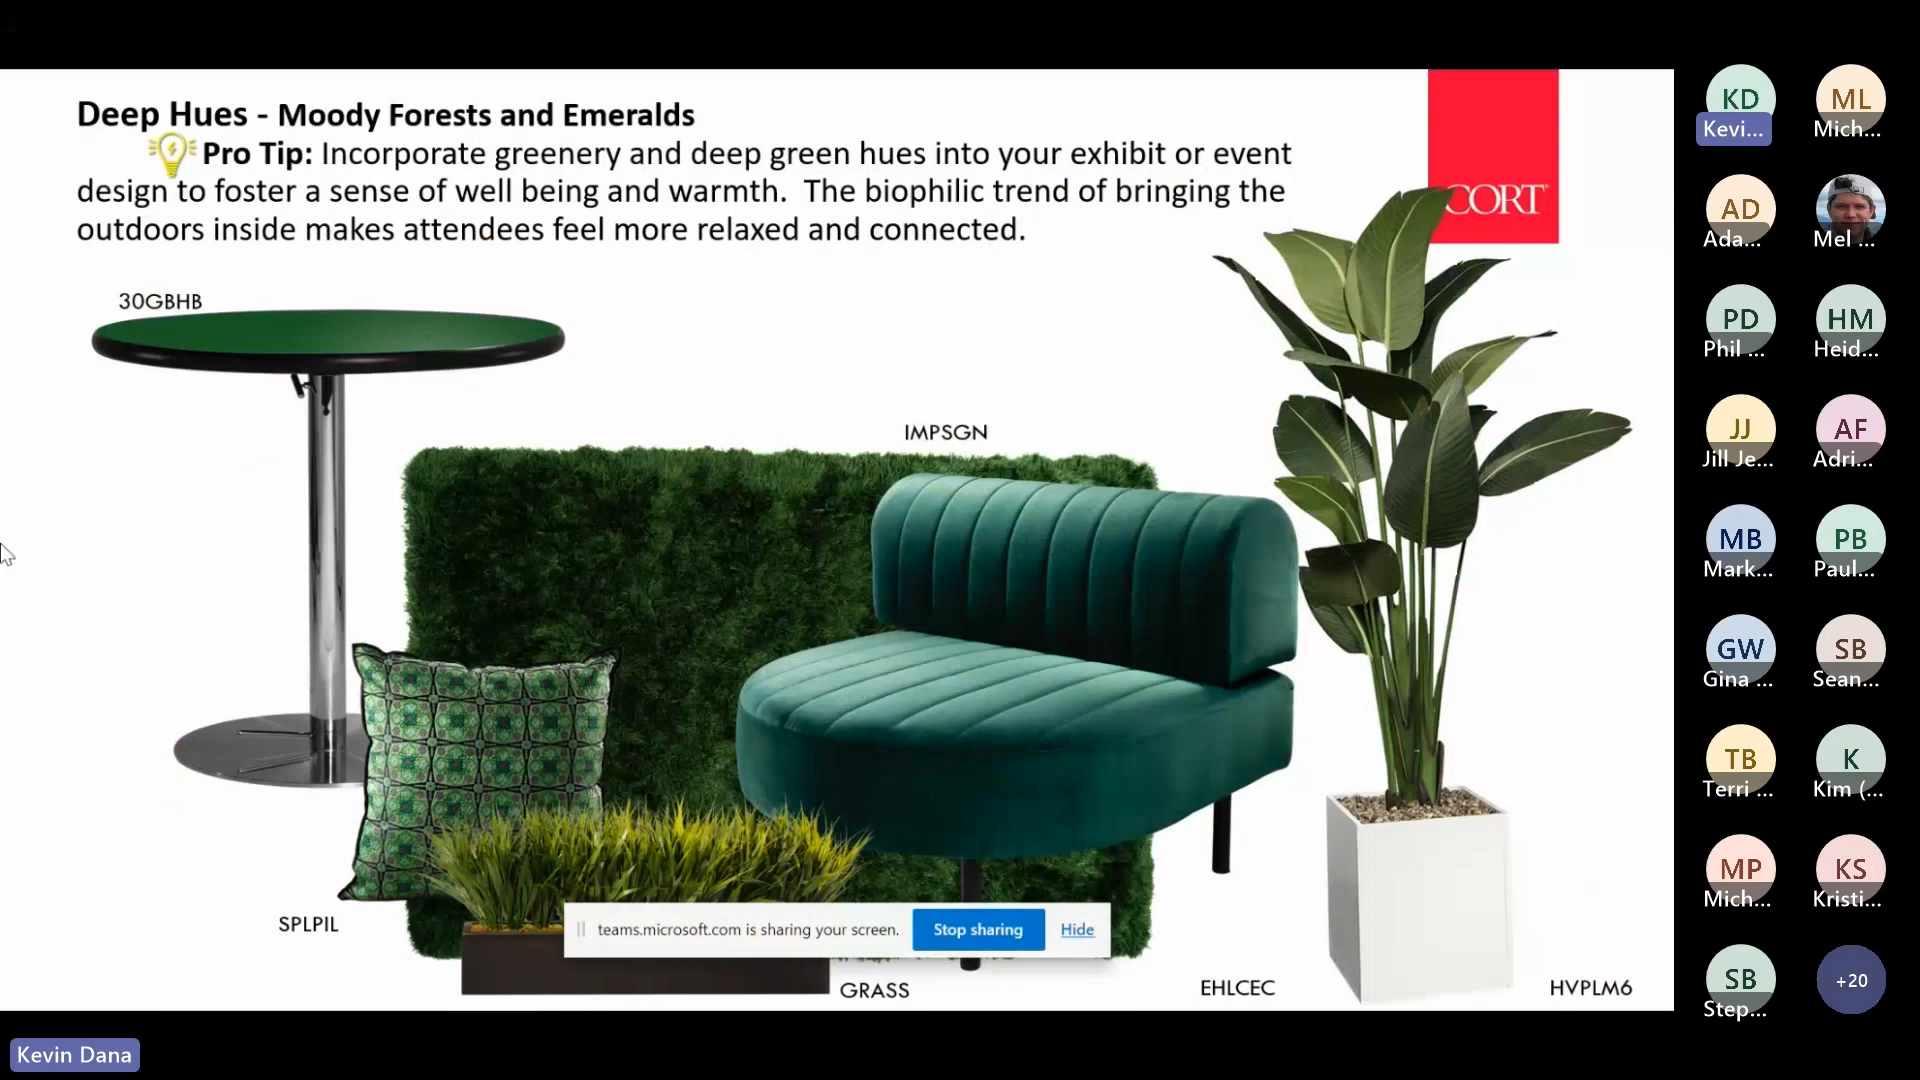 Deep Hues - Moody Forests and Emeralds
Pro Tip: Incorporate greenery and deep green hues into your exhibit or event
design to foster a sense of well being and warmth.  The biophilic trend of bringing the
outdoors inside makes attendees feel more relaxed and connected.
CORT
30GBHB
IMPSGN
SPLPIL
GRASS
EHLCEC
HVPLM6
teams.microsoft.com is sharing your screen.
Stop sharing
Hide
Kevin Dana
KD
Kevi...
ML
Mich...
AD
Ada...
Mel ...
PD
Phil ...
HM
Heid...
JJ
Jill Je...
AF
Adri...
MB
Mark...
PB
Paul...
GW
Gina ...
SB
Sean...
TB
Terri ...
K
Kim (...
MP
Mich...
KS
Kristi...
SB
Step...
+20